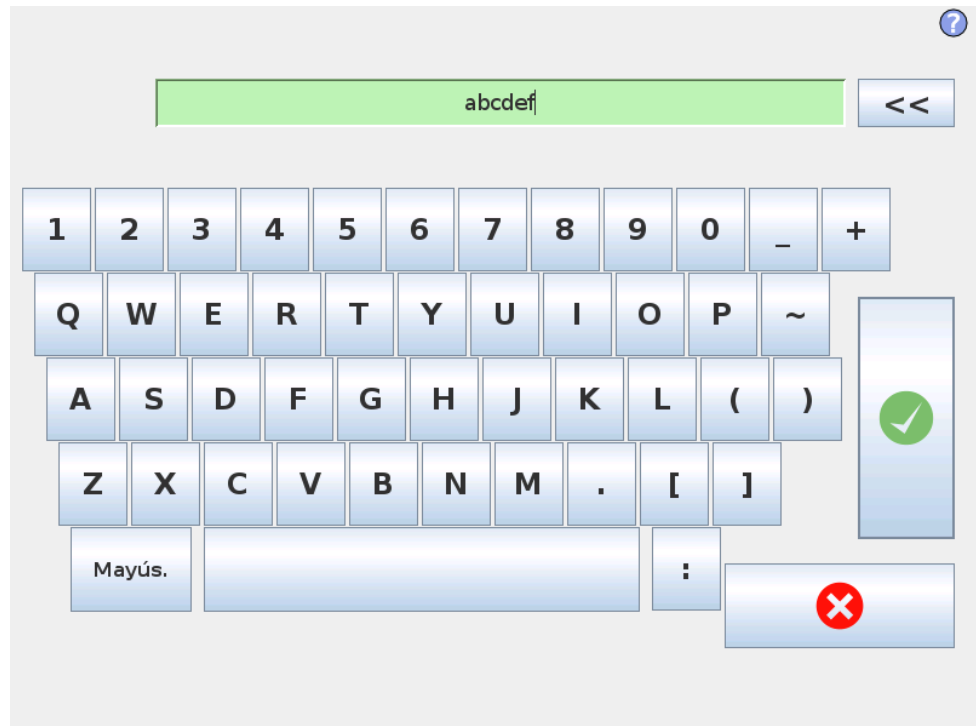 ?
abcdef
<<
1 2 3 4 5 6 7 8 9 0 _ +
Q W E R T Y U I O P ~
A S D F G H J K L ( )
Z X C V B N M . [ ]
Mayús. :